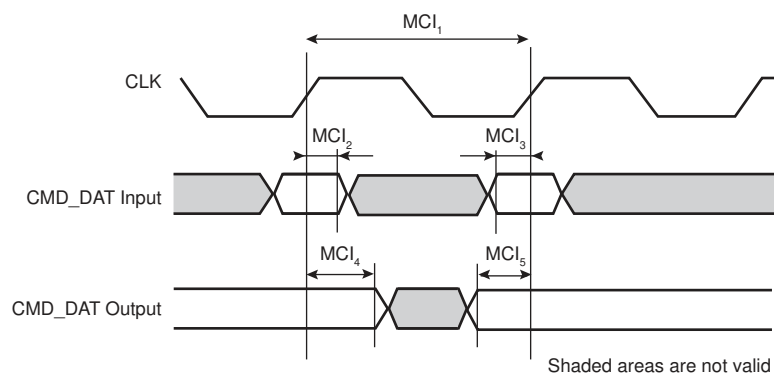 MCI₁
CLK
MCI₂
MCI₃
CMD_DAT Input
MCI₄
MCI₅
CMD_DAT Output
Shaded areas are not valid